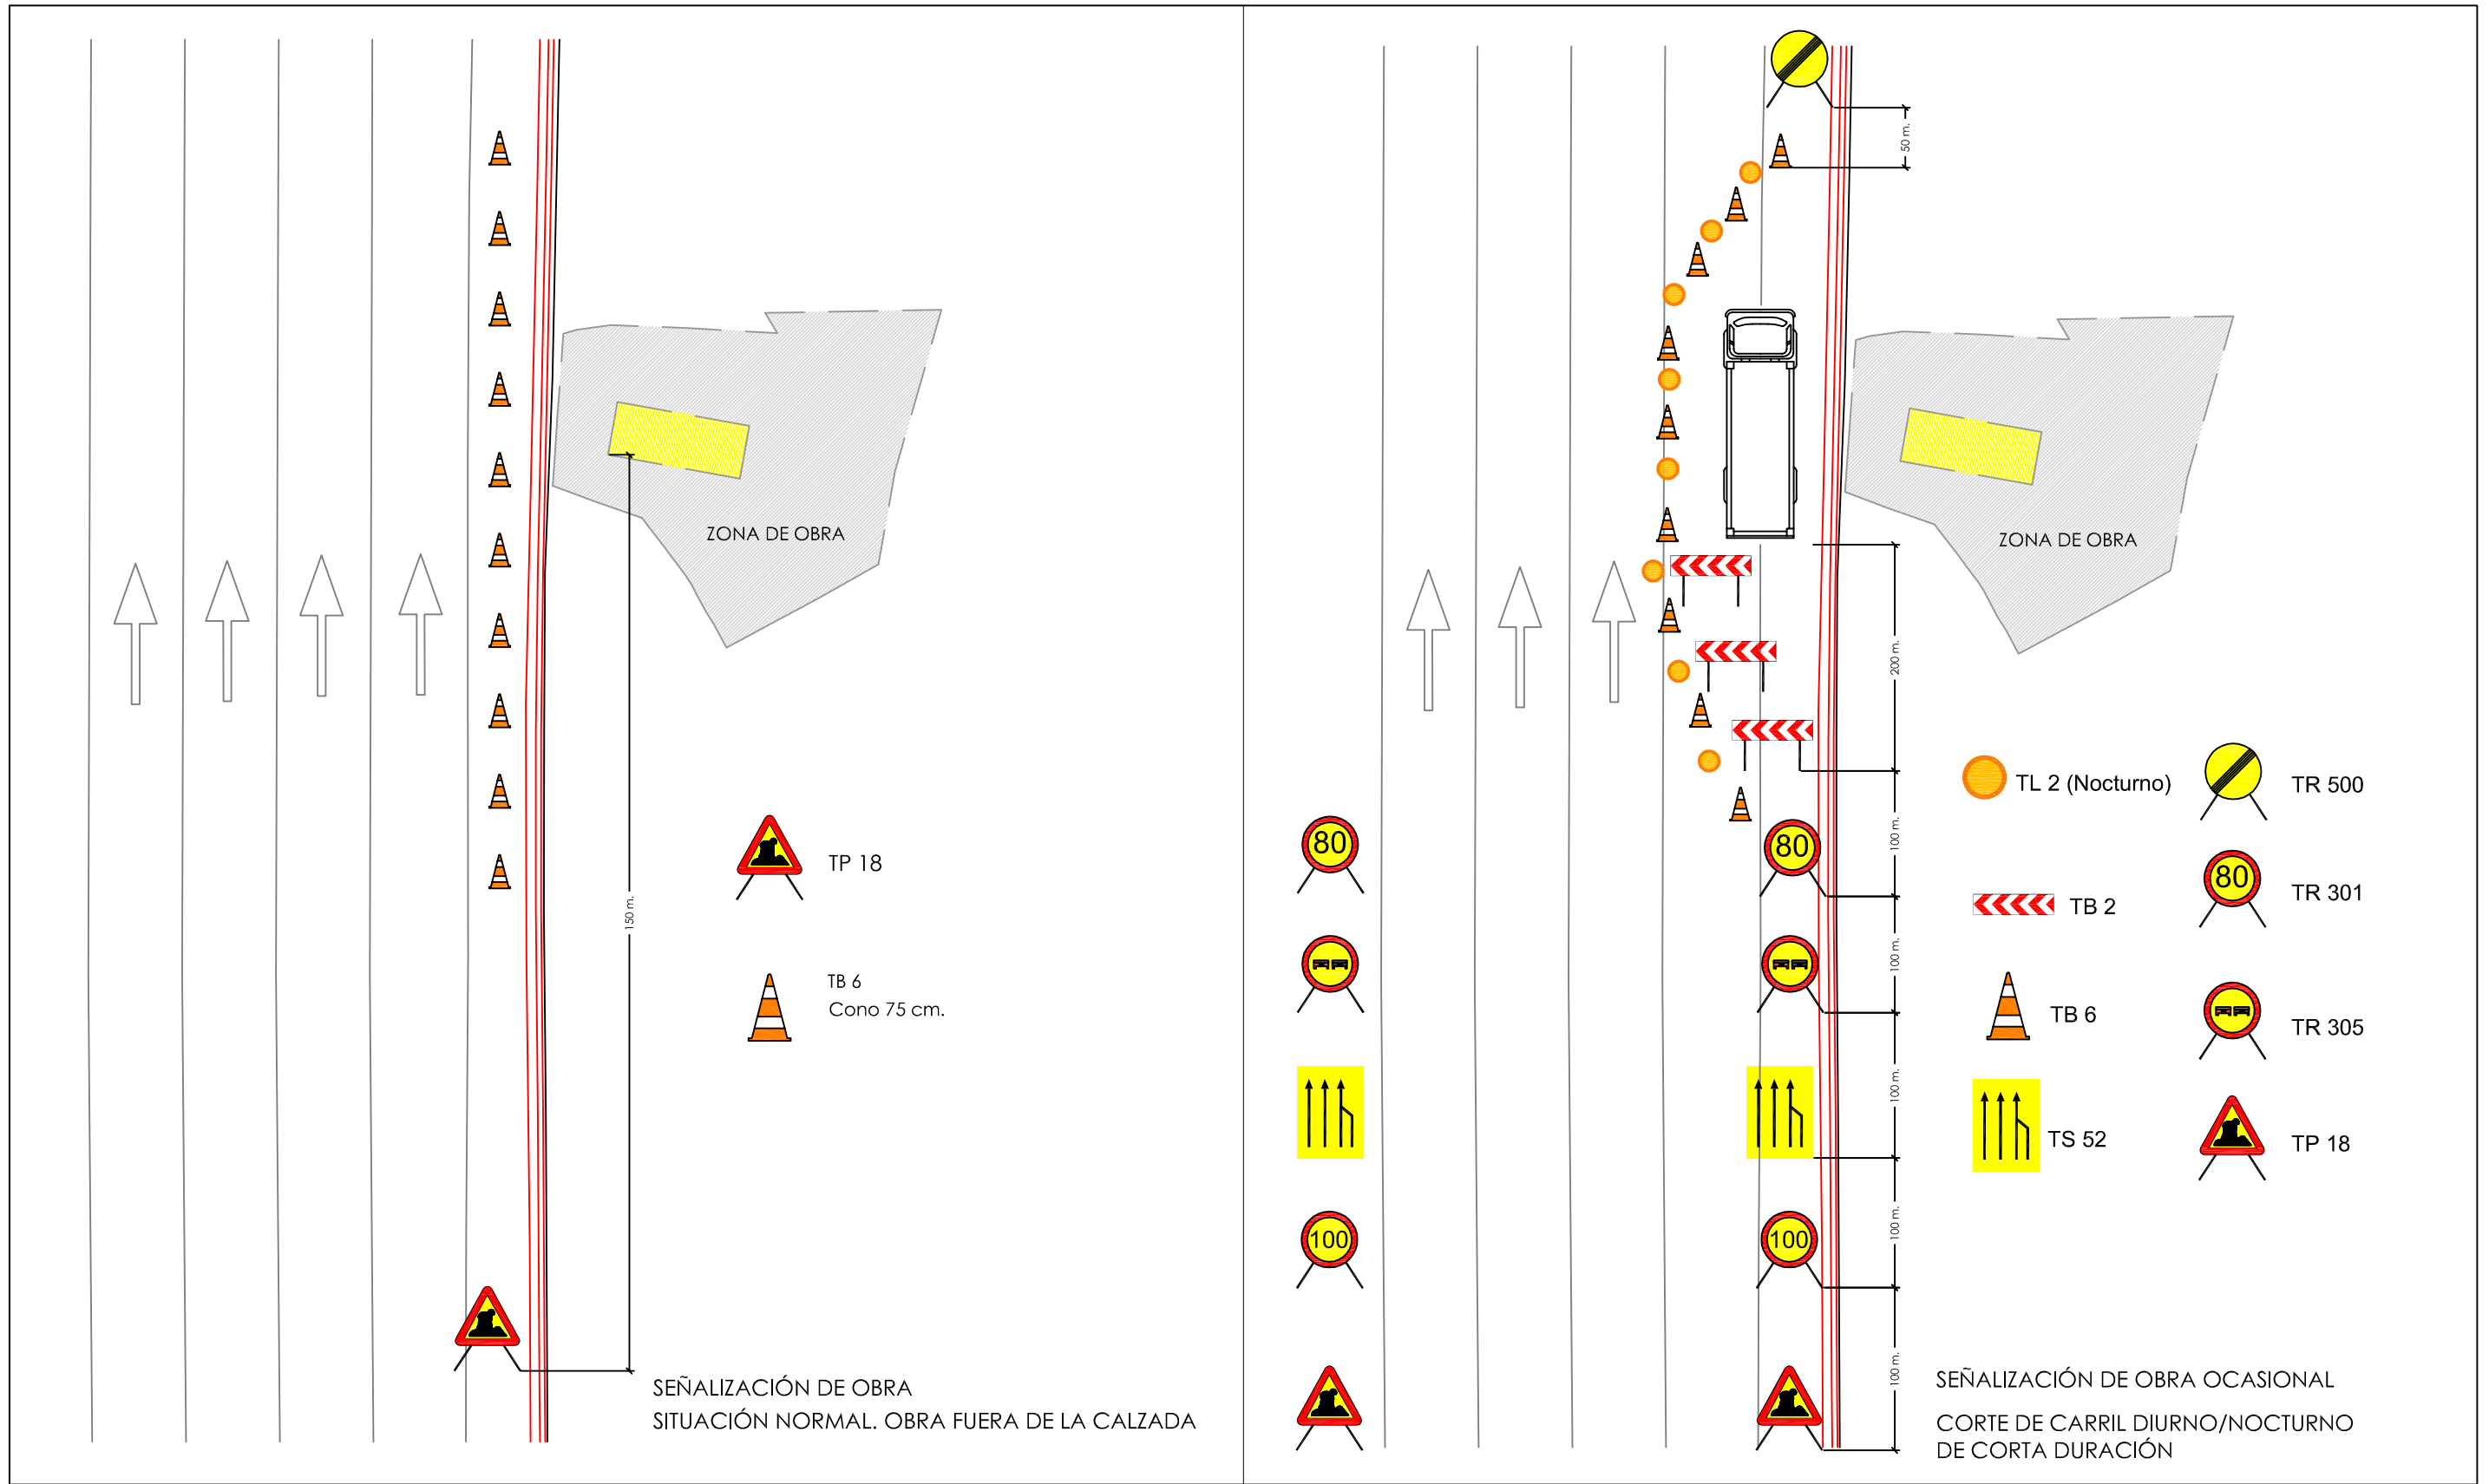 ZONA DE OBRA
150 m.
TP 18
TB 6
Cono 75 cm.
SEÑALIZACIÓN DE OBRA
SITUACIÓN NORMAL. OBRA FUERA DE LA CALZADA
50 m.
ZONA DE OBRA
200 m.
100 m.
100 m.
100 m.
100 m.
100 m.
80
80
100
100
TL 2 (Nocturno)
TR 500
TB 2
80
TR 301
TB 6
TR 305
TS 52
TP 18
SEÑALIZACIÓN DE OBRA OCASIONAL
CORTE DE CARRIL DIURNO/NOCTURNO
DE CORTA DURACIÓN